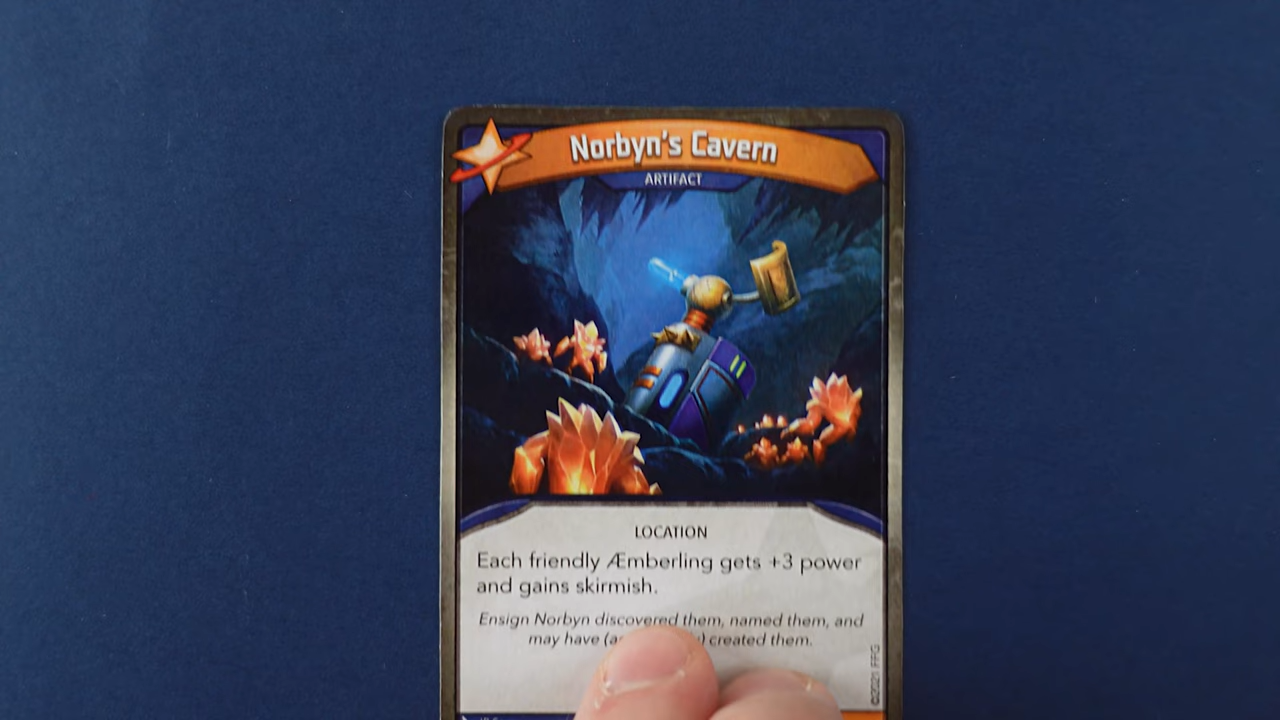 Norbyn's Cavern
ARTIFACT
LOCATION
Each friendly Æmberling gets +3 power
and gains skirmish.
Ensign Norbyn discovered them, named them, and
may have ( ) created them.
©2021 FFG